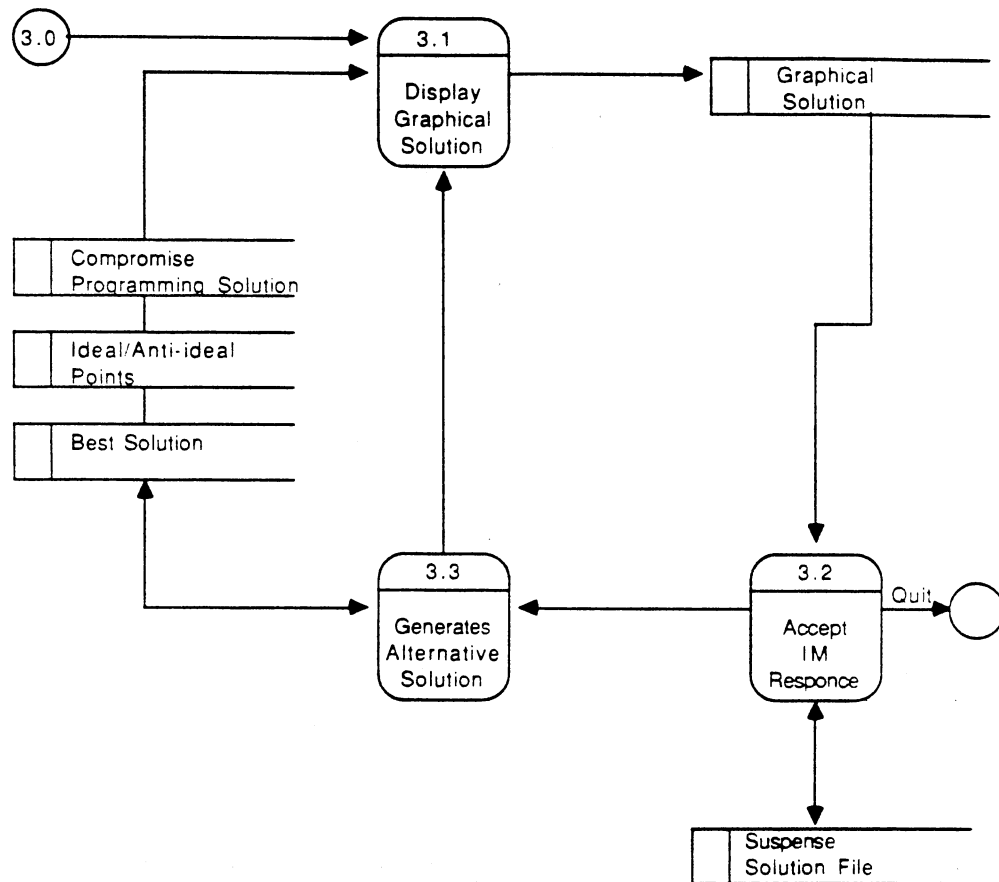 3.0
3.1
Display
Graphical
Solution
Graphical
Solution
Compromise
Programming Solution
Ideal/Anti-ideal
Points
Best Solution
3.3
Generates
Alternative
Solution
3.2
Accept
IM
Responce
Quit
Suspense
Solution File